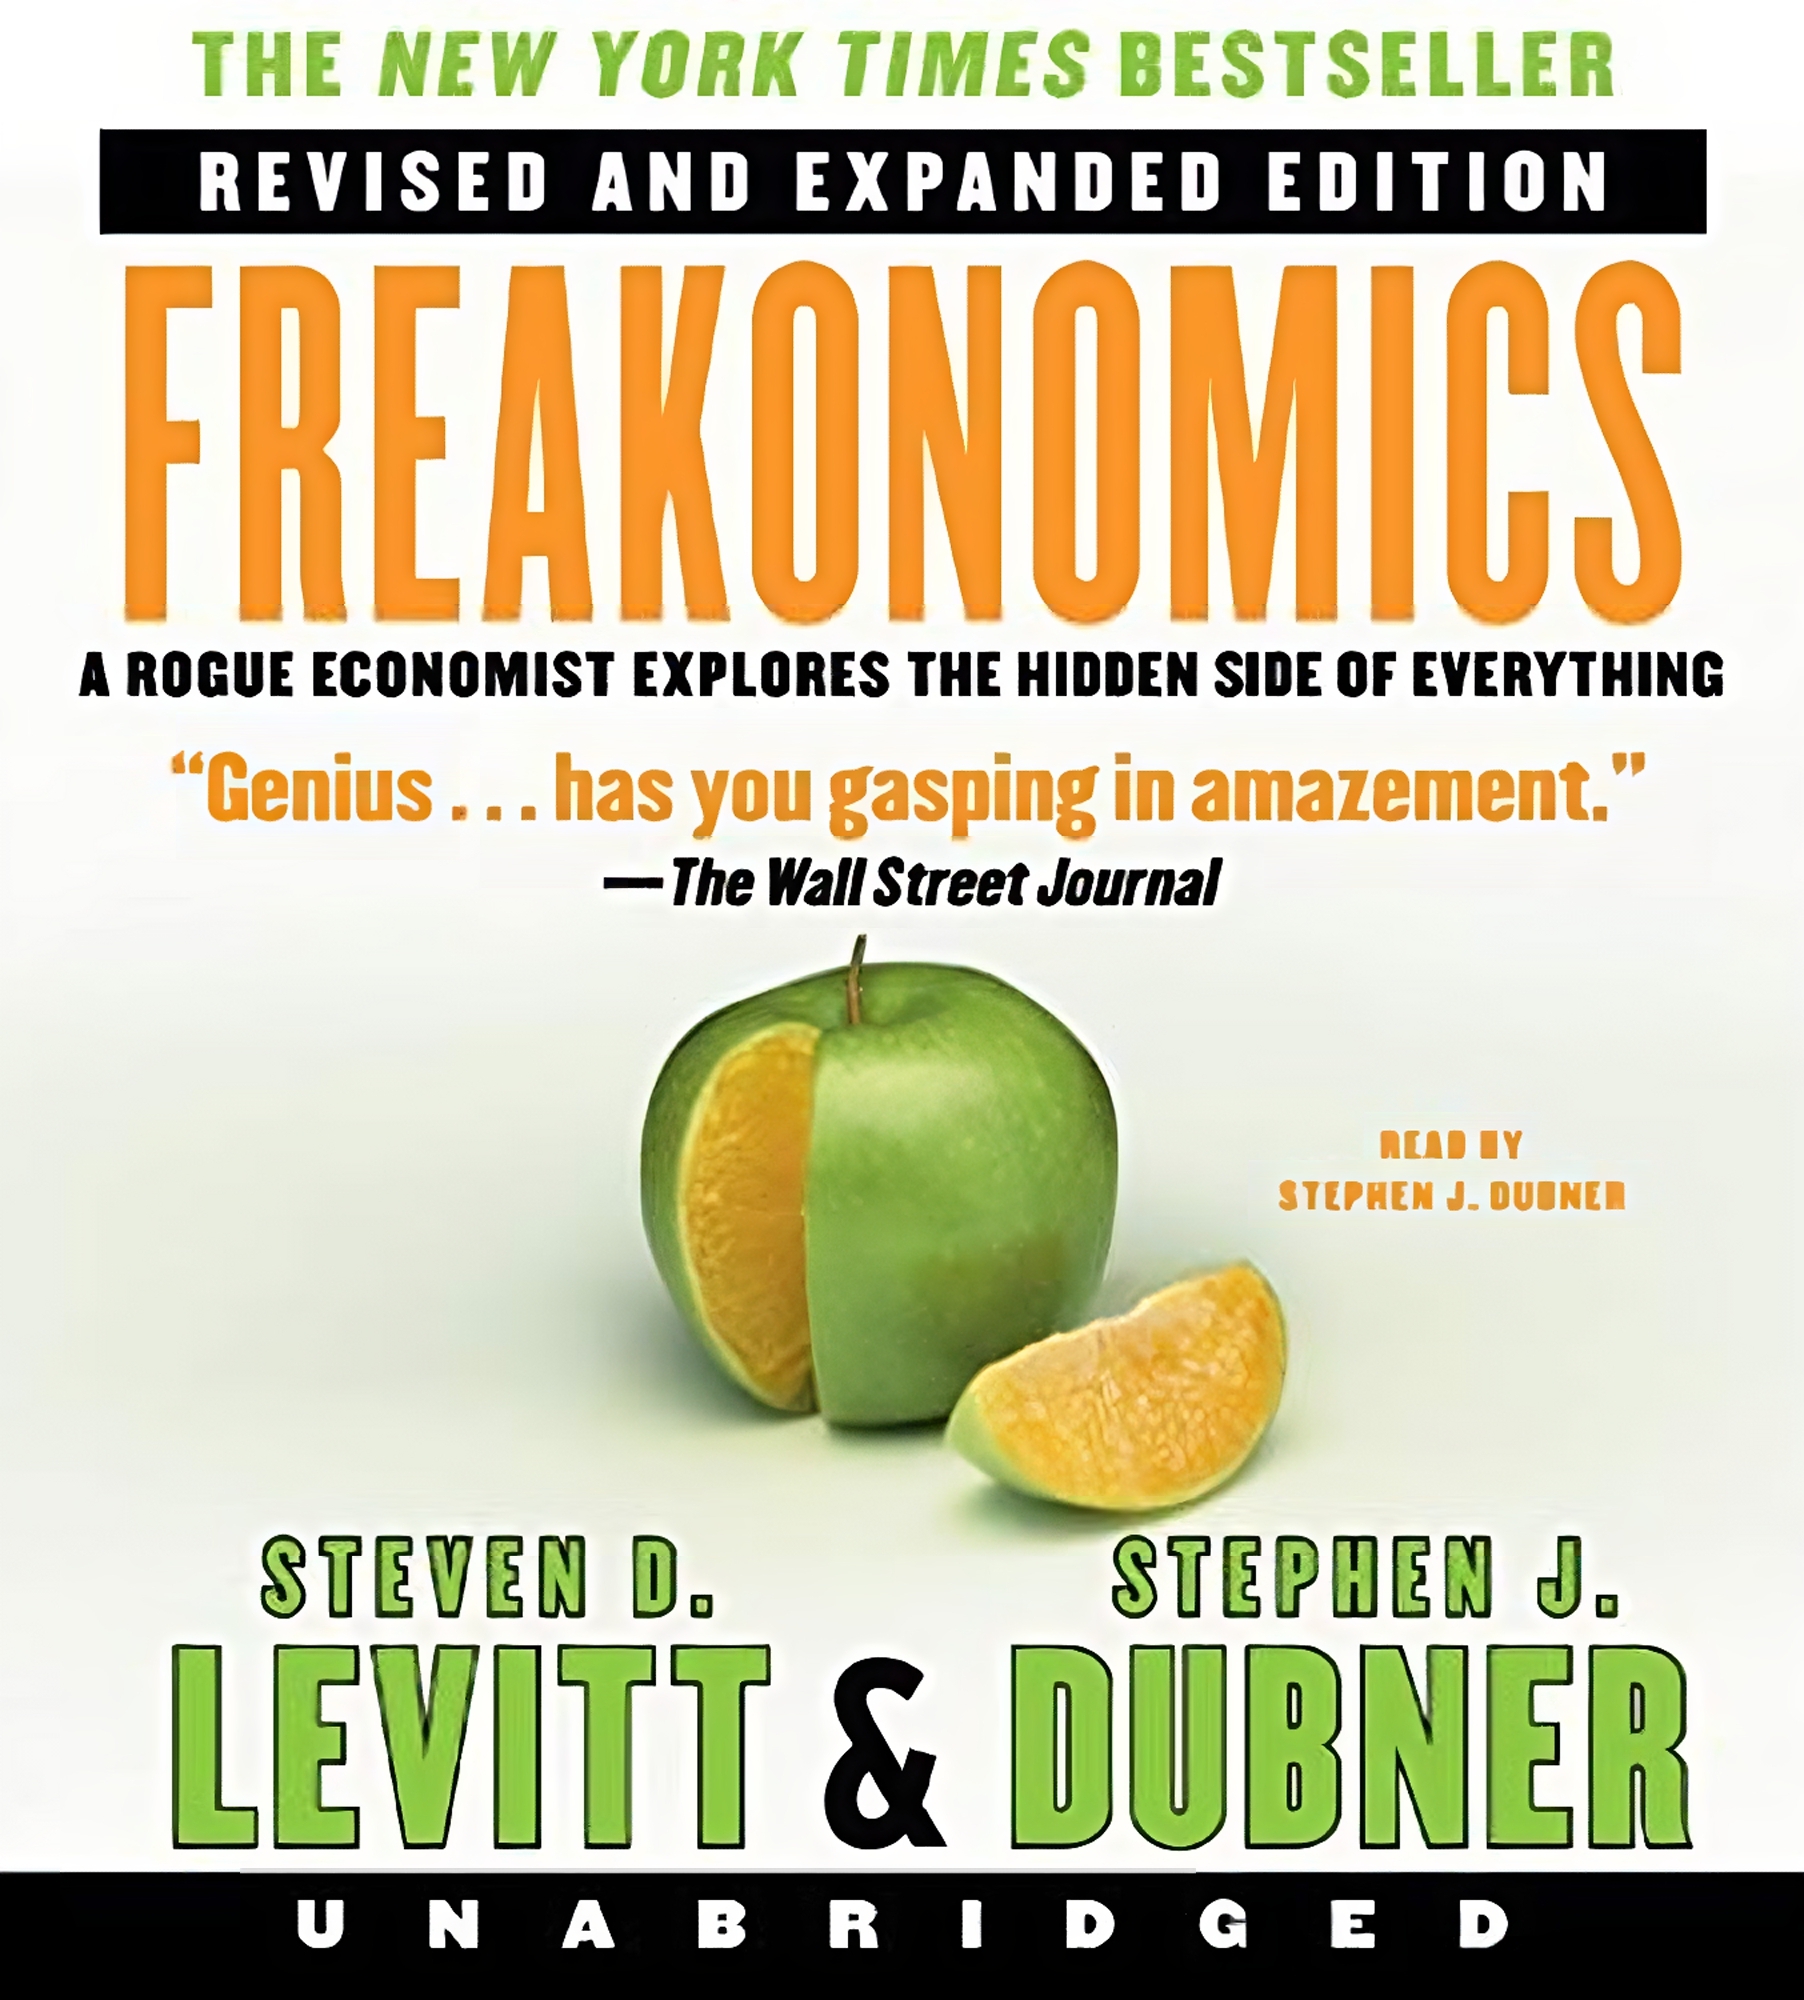 THE NEW YORK TIMES BESTSELLER
REVISED AND EXPANDED EDITION
FREAKONOMICS
A ROGUE ECONOMIST EXPLORES THE HIDDEN SIDE OF EVERYTHING
“Genius . . . has you gasping in amazement.”
—The Wall Street Journal
READ BY
STEPHEN J. DUBNER
STEVEN D. STEPHEN J.
LEVITT & DUBNER
UNABRIDGED